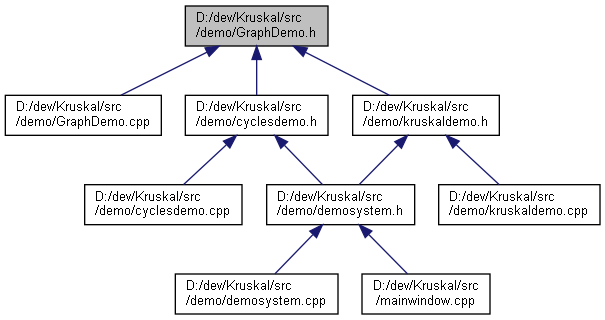 D:/dev/Kruskal/src
/demo/GraphDemo.h
D:/dev/Kruskal/src
/demo/GraphDemo.cpp
D:/dev/Kruskal/src
/demo/cyclesdemo.h
D:/dev/Kruskal/src
/demo/kruskaldemo.h
D:/dev/Kruskal/src
/demo/cyclesdemo.cpp
D:/dev/Kruskal/src
/demo/demosystem.h
D:/dev/Kruskal/src
/demo/kruskaldemo.cpp
D:/dev/Kruskal/src
/demo/demosystem.cpp
D:/dev/Kruskal/src
/mainwindow.cpp